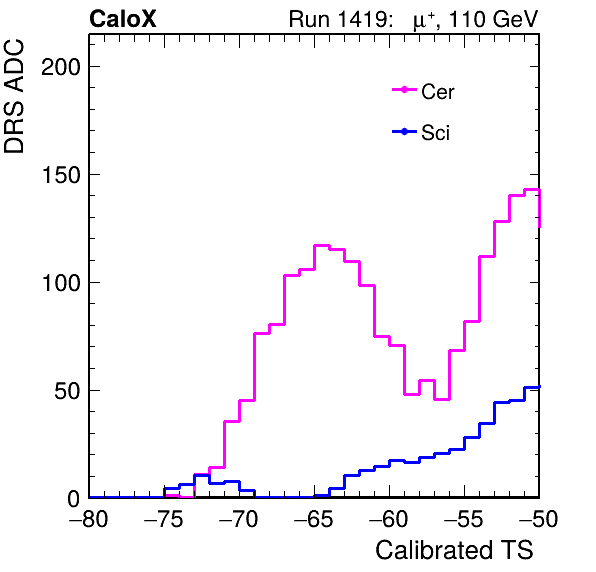 CaloX Run 1419: μ⁺, 110 GeV
DRS ADC
200
150
100
50
0
Cer
Sci
−80 −75 −70 −65 −60 −55 −50
Calibrated TS